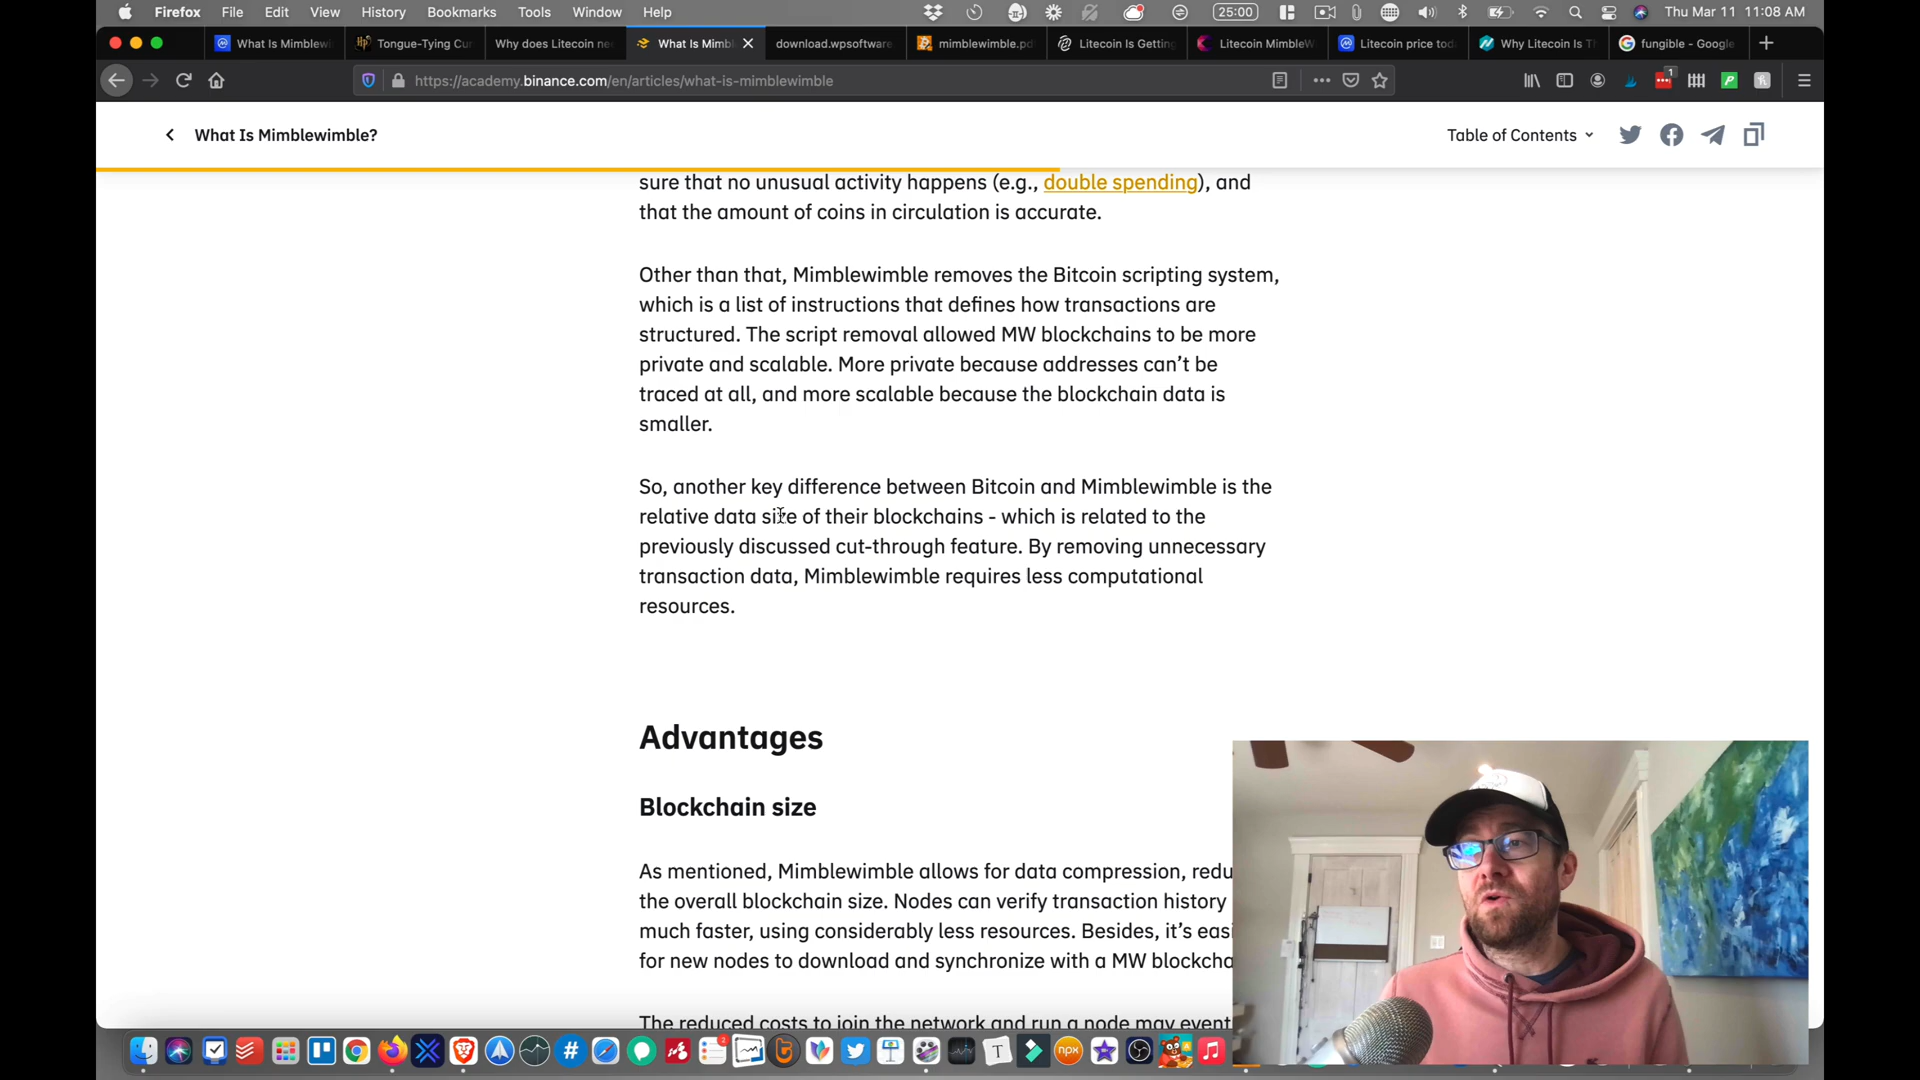 Firefox File Edit View History Bookmarks Tools Window Help 25:00 Thu Mar 11 11:08 AM
What Is Mimblewi Tongue-Tying Cur Why does Litecoin ne What Is Mimbl download.wpsoftware mimblewimble.pd Litecoin Is Getting Litecoin MimbleW Litecoin price tod Why Litecoin Is T fungible - Google
https://academy.binance.com/en/articles/what-is-mimblewimble
1
What Is Mimblewimble?
Table of Contents
sure that no unusual activity happens (e.g., double spending), and
that the amount of coins in circulation is accurate.
Other than that, Mimblewimble removes the Bitcoin scripting system,
which is a list of instructions that defines how transactions are
structured. The script removal allowed MW blockchains to be more
private and scalable. More private because addresses can’t be
traced at all, and more scalable because the blockchain data is
smaller.
So, another key difference between Bitcoin and Mimblewimble is the
relative data size of their blockchains - which is related to the
previously discussed cut-through feature. By removing unnecessary
transaction data, Mimblewimble requires less computational
resources.
Advantages
Blockchain size
As mentioned, Mimblewimble allows for data compression, redu
the overall blockchain size. Nodes can verify transaction history
much faster, using considerably less resources. Besides, it’s easi
for new nodes to download and synchronize with a MW blockcha
The reduced costs to join the network and run a node may event
2
npx